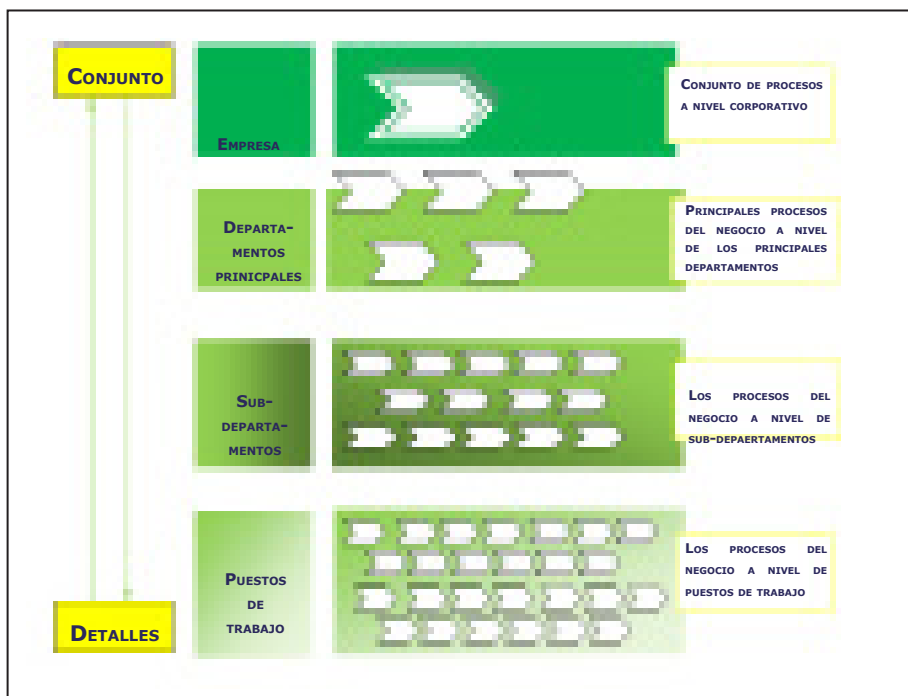 CONJUNTO
EMPRESA
CONJUNTO DE PROCESOS
A NIVEL CORPORATIVO
DEPARTA-
MENTOS
PRINICPALES
PRINCIPALES PROCESOS
DEL NEGOCIO A NIVEL
DE LOS PRINCIPALES
DEPARTAMENTOS
SUB-
DEPARTA-
MENTOS
LOS PROCESOS DEL
NEGOCIO A NIVEL DE
SUB-DEPAERTAMENTOS
PUESTOS
DE
TRABAJO
LOS PROCESOS DEL
NEGOCIO A NIVEL DE
PUESTOS DE TRABAJO
DETALLES